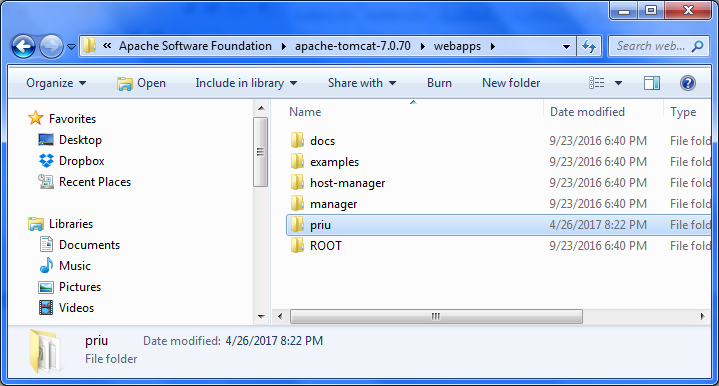 Apache Software Foundation apache-tomcat-7.0.70 webapps Search web...
Organize Open Include in library Share with Burn New folder
Favorites
Desktop
Dropbox
Recent Places
Libraries
Documents
Music
Pictures
Videos
Name Date modified Type
docs 9/23/2016 6:40 PM File fold
examples 9/23/2016 6:40 PM File fold
host-manager 9/23/2016 6:40 PM File fold
manager 9/23/2016 6:40 PM File fold
priu 4/26/2017 8:22 PM File fold
ROOT 9/23/2016 6:40 PM File fold
priu Date modified: 4/26/2017 8:22 PM
File folder